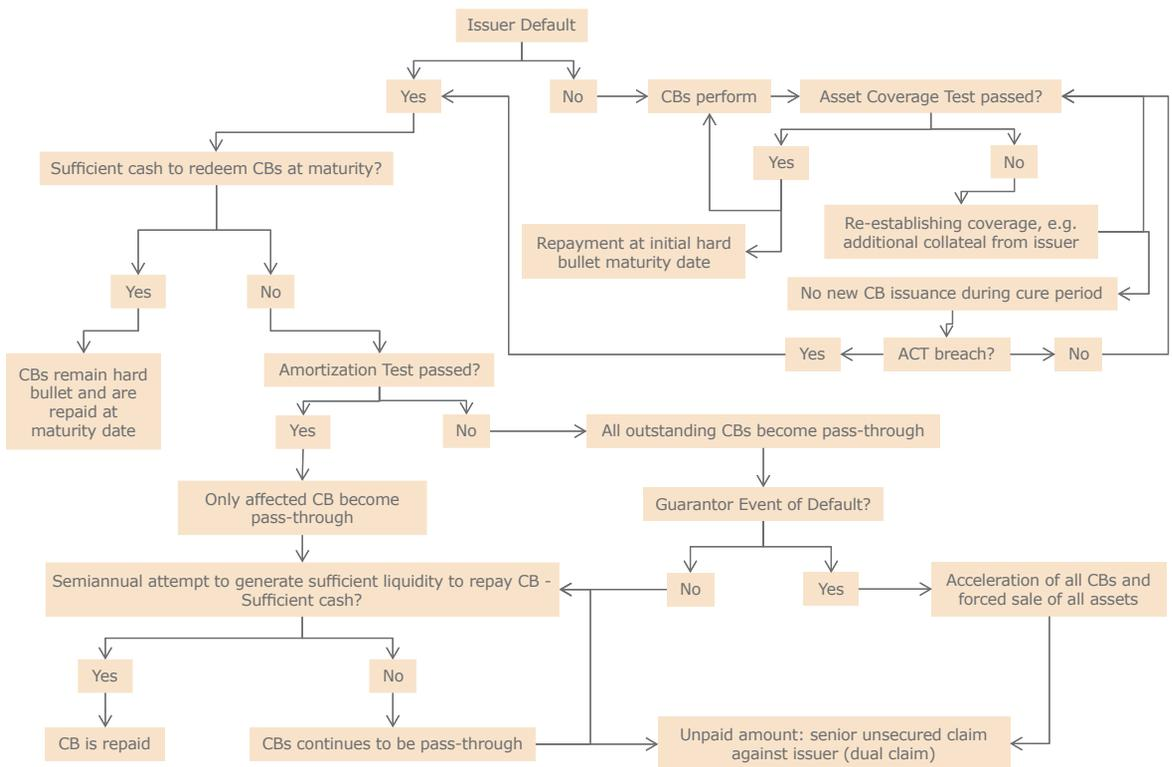 Issuer Default
Yes
No
CBs perform
Asset Coverage Test passed?
Sufficient cash to redeem CBs at maturity?
Yes
No
Repayment at initial hard
bullet maturity date
Re-establishing coverage, e.g.
additional collateal from issuer
Yes
No
No new CB issuance during cure period
Yes
ACT breach?
No
CBs remain hard
bullet and are
repaid at
maturity date
Amortization Test passed?
Yes
No
All outstanding CBs become pass-through
Only affected CB become
pass-through
Guarantor Event of Default?
Semiannual attempt to generate sufficient liquidity to repay CB -
Sufficient cash?
No
Yes
Acceleration of all CBs and
forced sale of all assets
Yes
No
CB is repaid
CBs continues to be pass-through
Unpaid amount: senior unsecured claim
against issuer (dual claim)